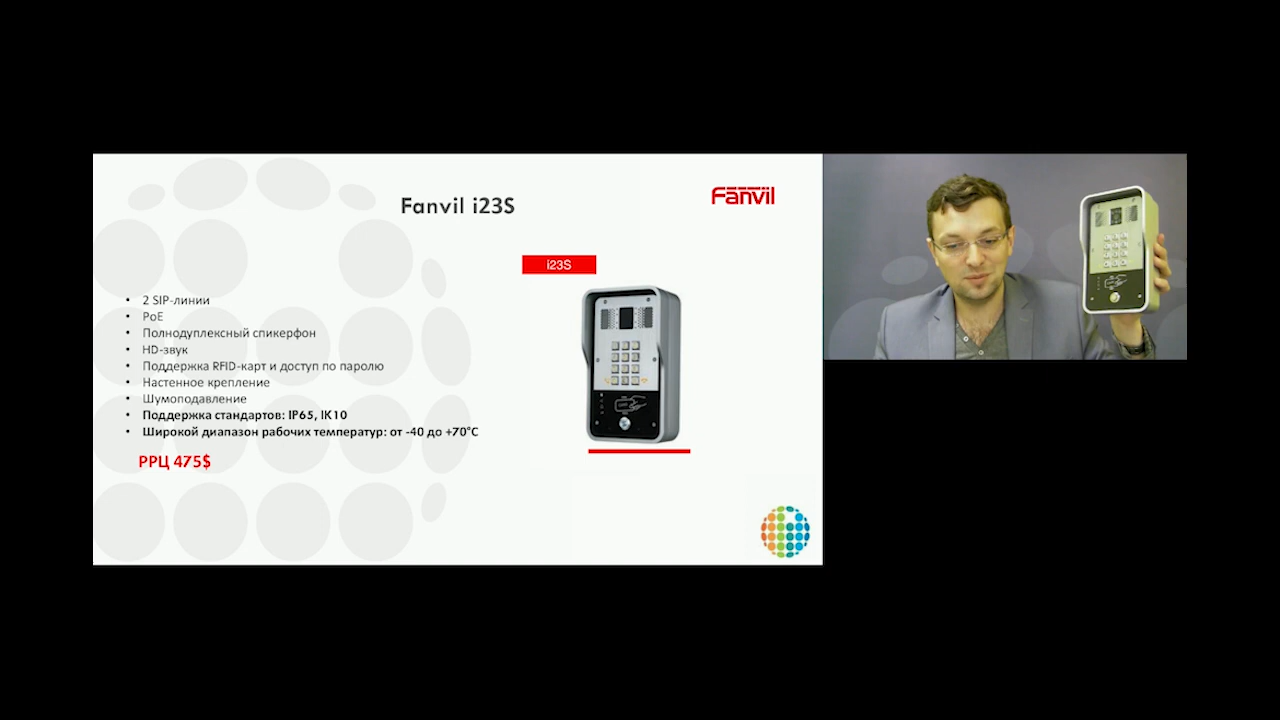 Fanvil i23S
Fanvil
i23S
• 2 SIP-линии
• PoE
• Полнодуплексный спикерфон
• HD-звук
• Поддержка RFID-карт и доступ по паролю
• Настенное крепление
• Шумоподавление
• Поддержка стандартов: IP65, IK10
• Широкой диапазон рабочих температур: от -40 до +70°C
РРЦ 475$